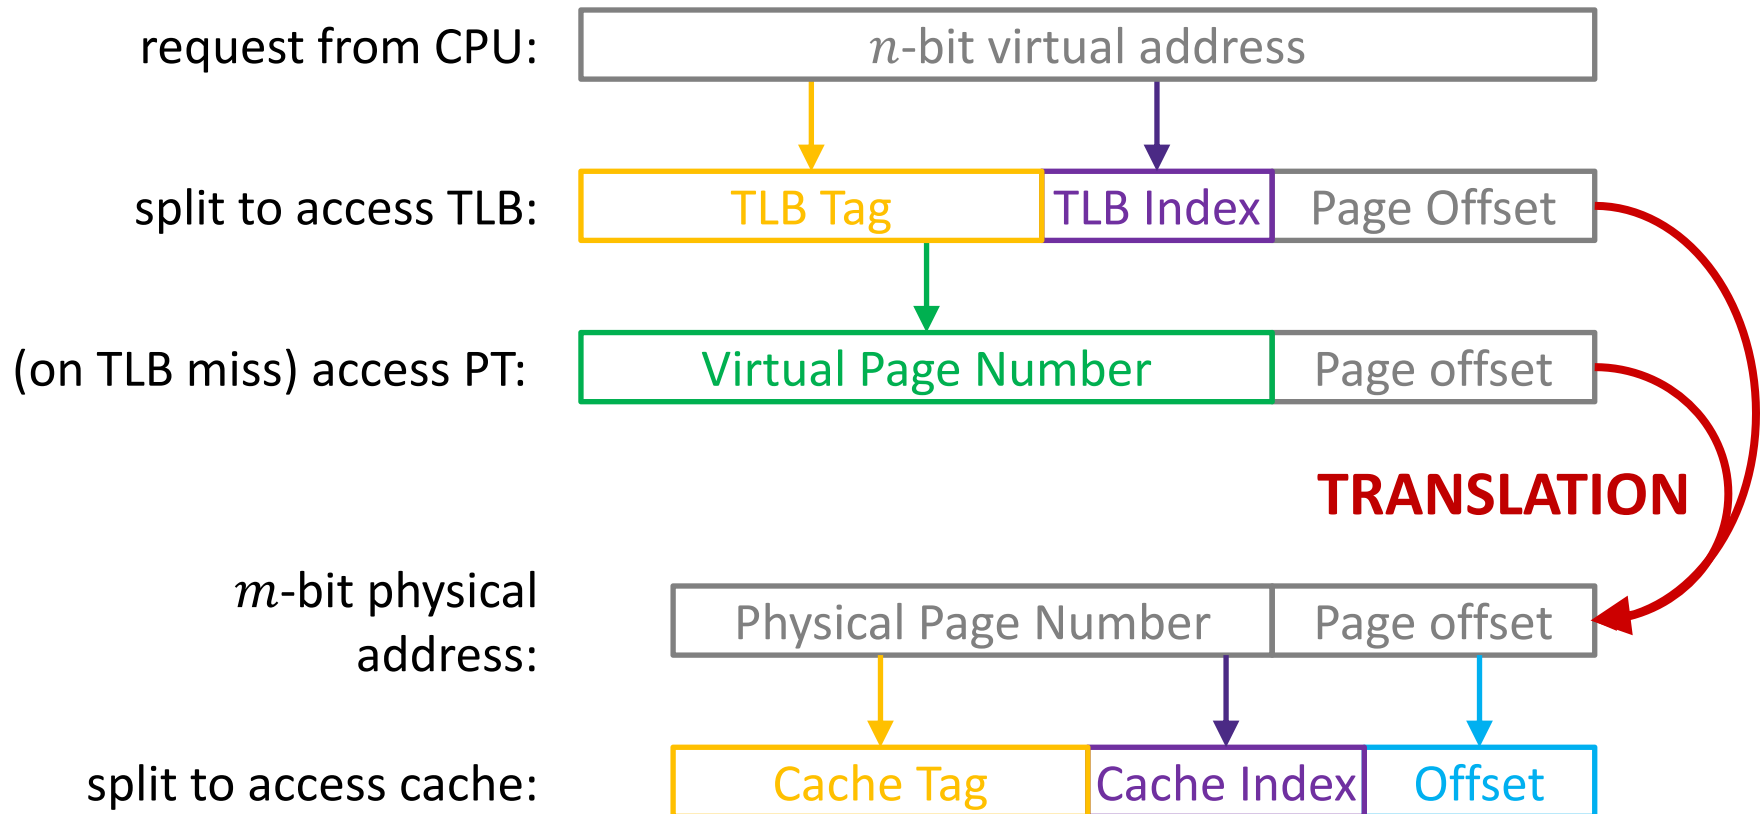 request from CPU:
n-bit virtual address
split to access TLB:
TLB Tag
TLB Index
Page Offset
(on TLB miss) access PT:
Virtual Page Number
Page offset
TRANSLATION
m-bit physical
address:
Physical Page Number
Page offset
split to access cache:
Cache Tag
Cache Index
Offset